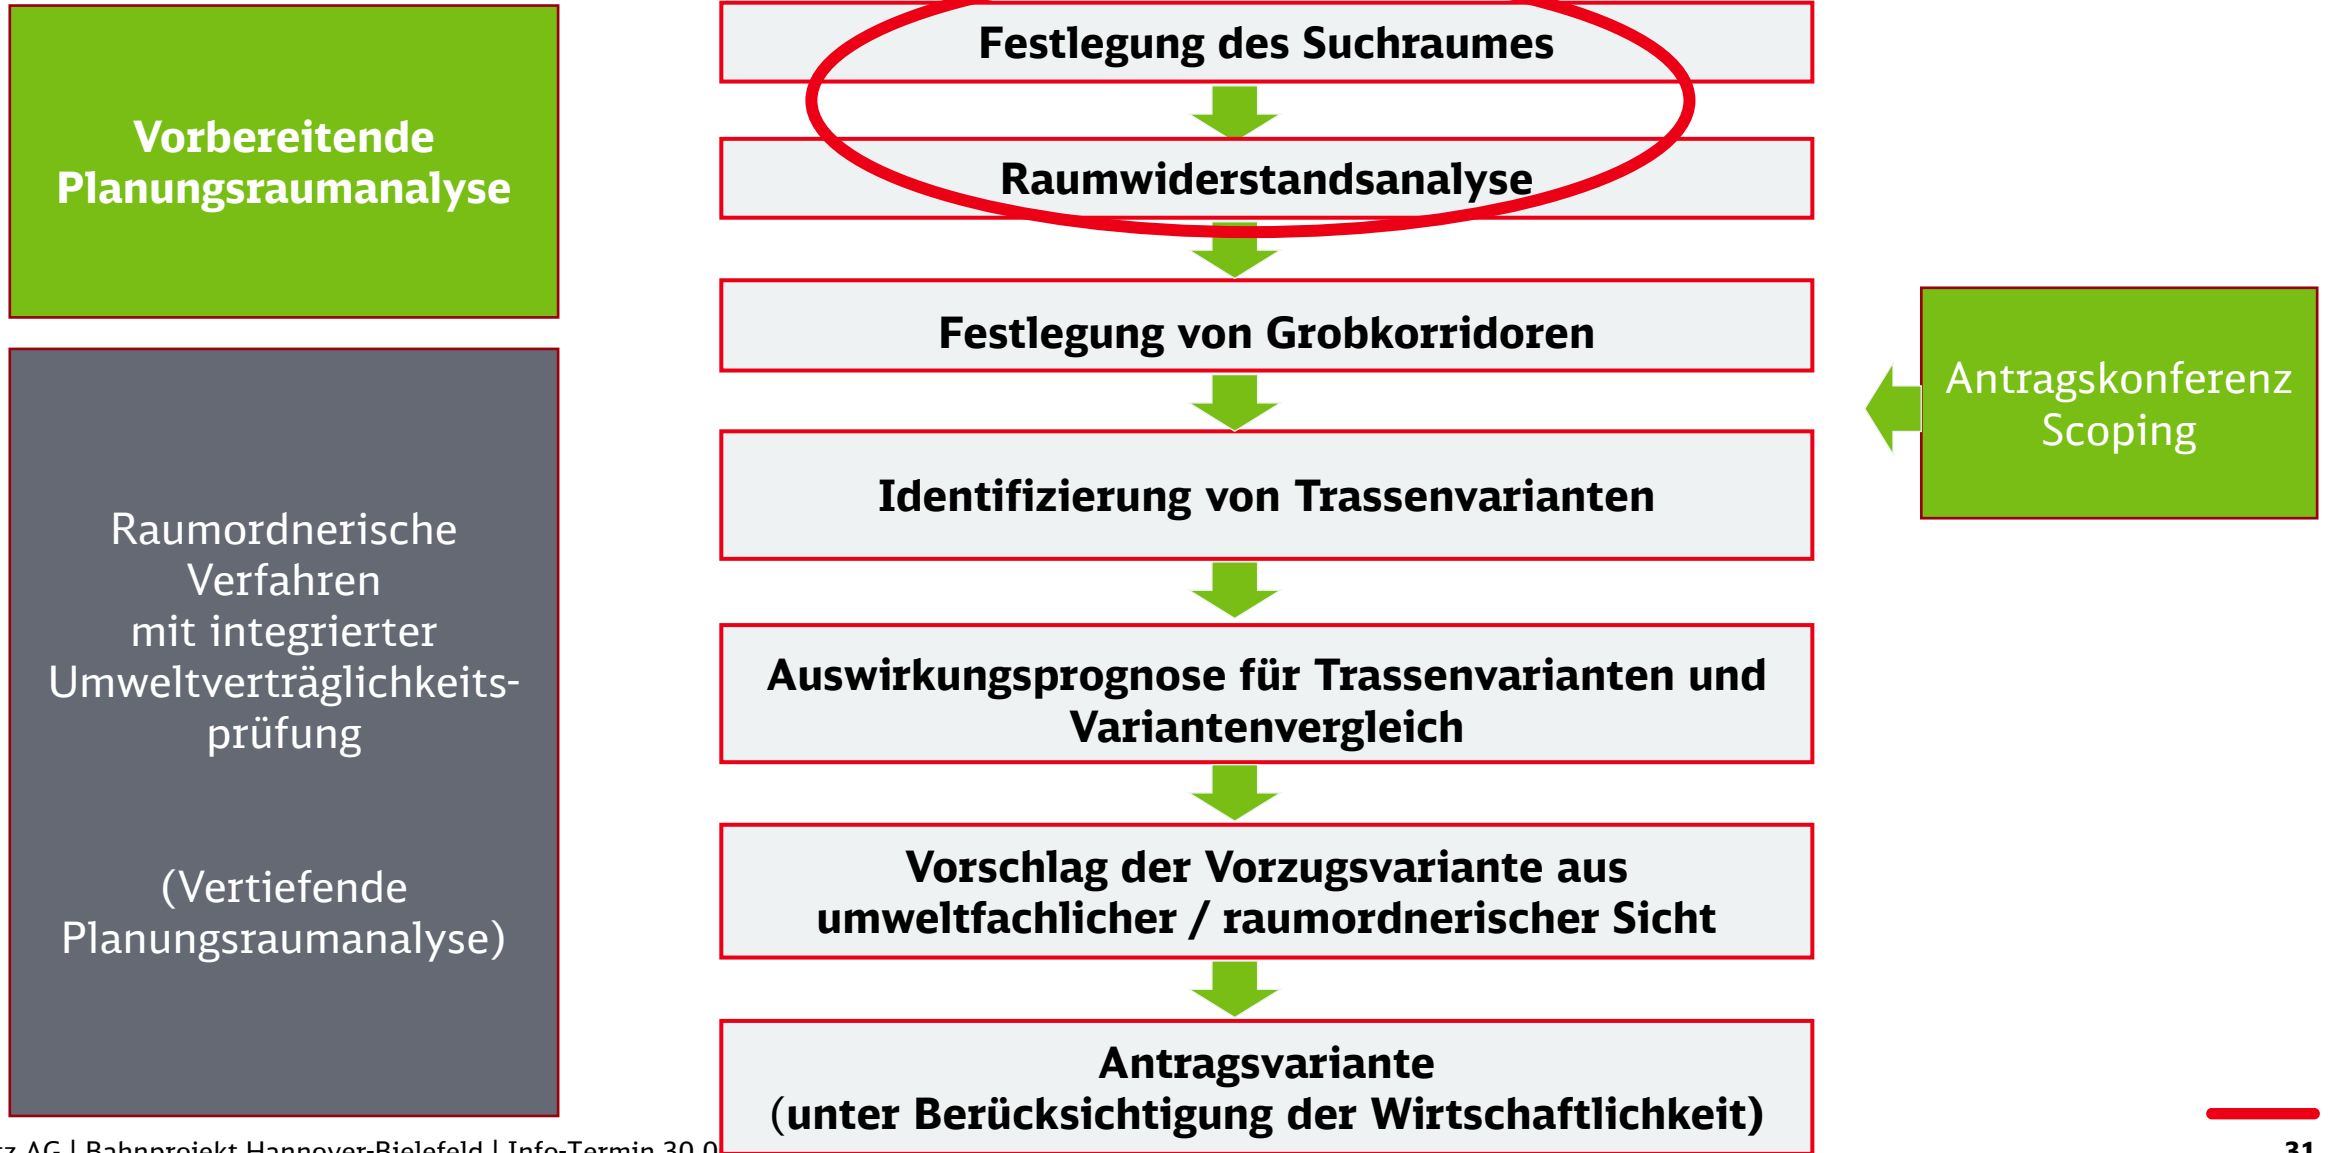 Vorbereitende
Planungsraumanalyse
Raumordnerische
Verfahren
mit integrierter
Umweltverträglichkeits-
prüfung
(Vertiefende
Planungsraumanalyse)
Festlegung des Suchraumes
Raumwiderstandsanalyse
Festlegung von Grobkorridoren
Identifizierung von Trassenvarianten
Auswirkungsprognose für Trassenvarianten und
Variantenvergleich
Vorschlag der Vorzugsvariante aus
umweltfachlicher / raumordnerischer Sicht
Antragsvariante
(unter Berücksichtigung der Wirtschaftlichkeit)
Antragskonferenz
Scoping
AG | Bahnprojekt Hannover-Bielefeld | Info-Termin 30.0
31